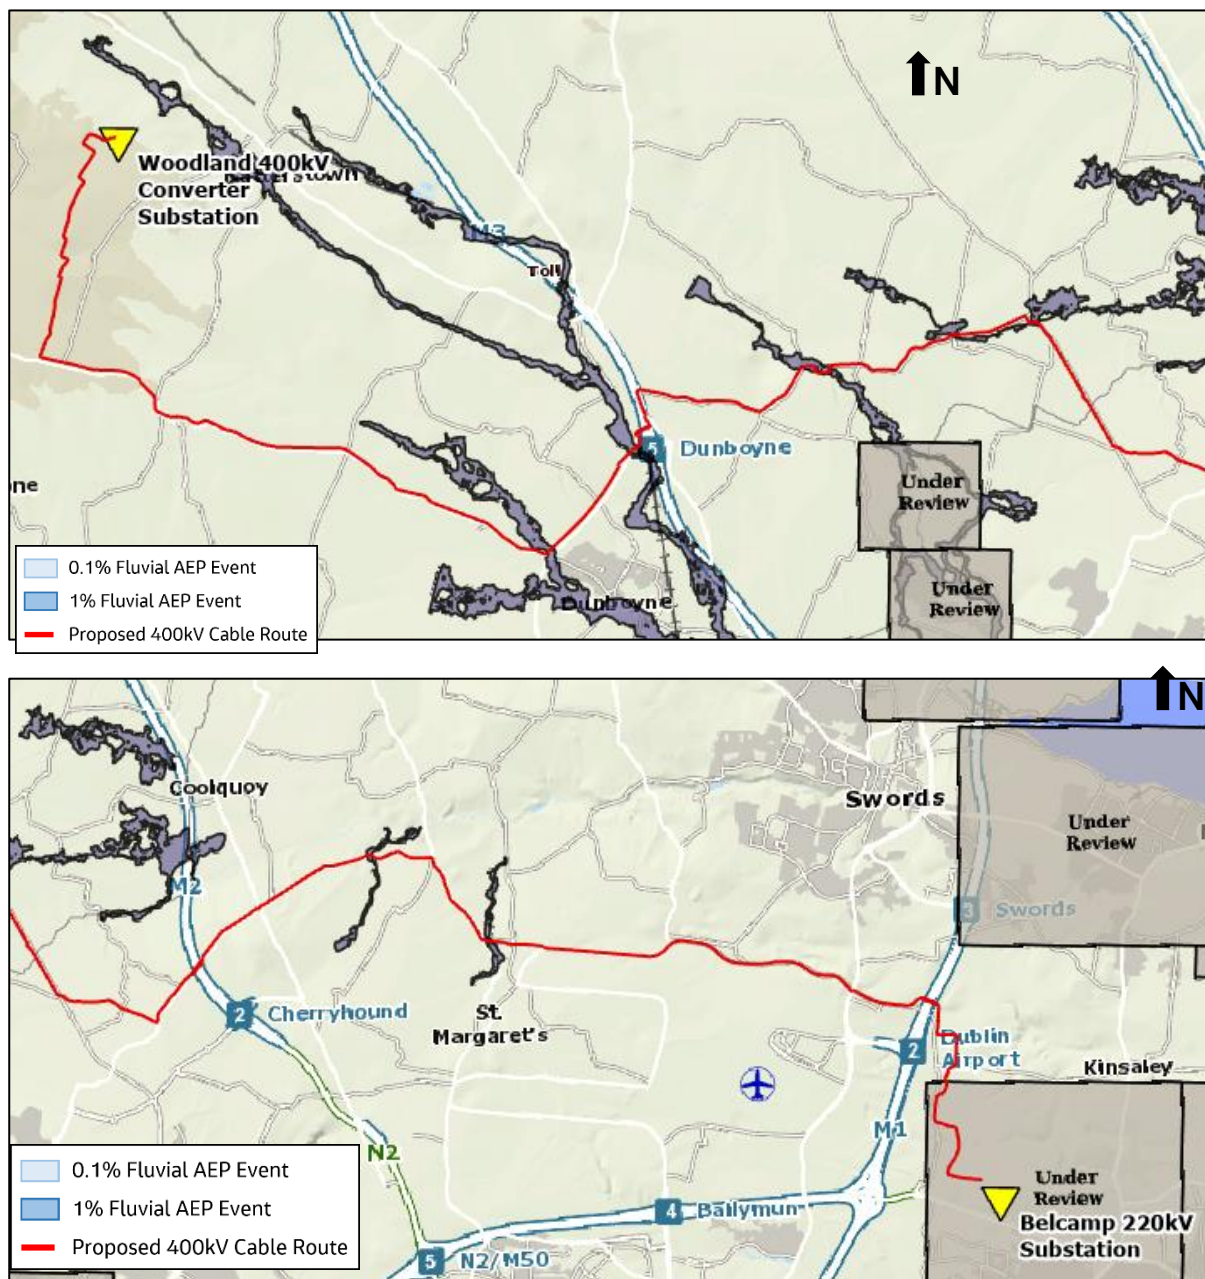 N
Woodland 400kV
Converter
Substation
M3
Toll
5 Dunboyne
Under
Review
one
Under
Review
Dunboyne
0.1% Fluvial AEP Event
1% Fluvial AEP Event
Proposed 400kV Cable Route
N
Coolquoy
Swords
Under
Review
M2
3 Swords
2 Cherryhound
St.
Margaret's
2 Dublin
Airport
Kinsaley
M1
N2
Under
Review
4 Ballymun
Belcamp 220kV
Substation
5 N2/M50
0.1% Fluvial AEP Event
1% Fluvial AEP Event
Proposed 400kV Cable Route